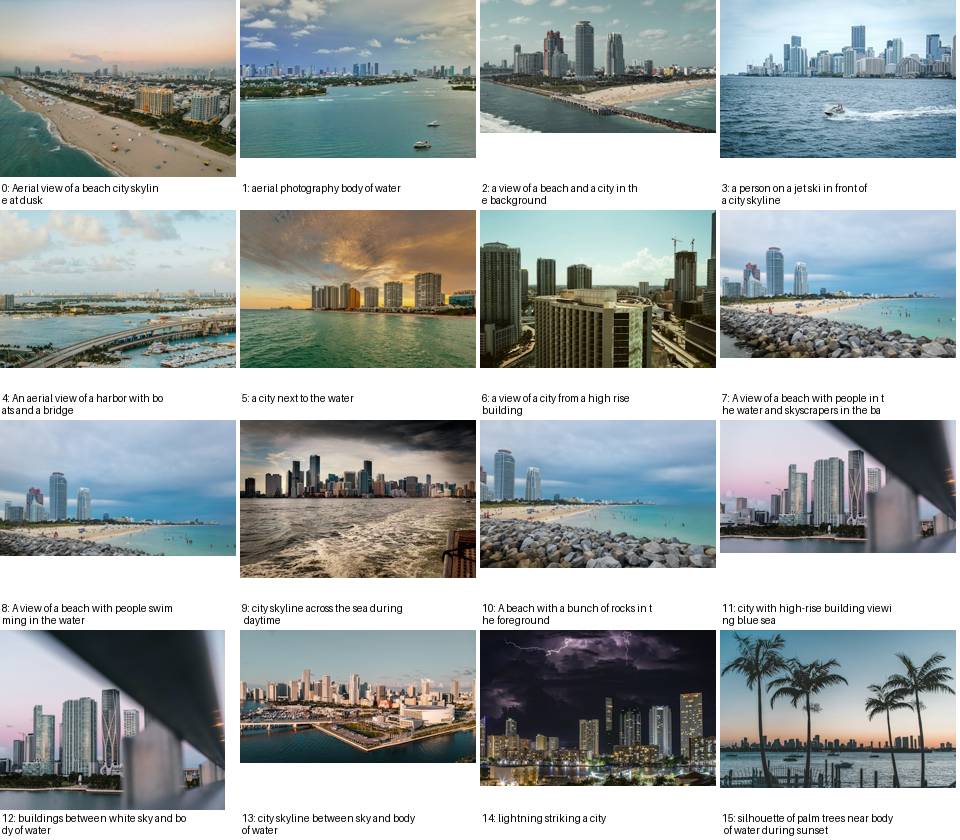 0: Aerial view of a beach city skylin
e at dusk
1: aerial photography body of water
2: a view of a beach and a city in th
e background
3: a person on a jet ski in front of
a city skyline
4: An aerial view of a harbor with bo
ats and a bridge
5: a city next to the water
6: a view of a city from a high rise
building
7: A view of a beach with people in t
he water and skyscrapers in the ba
8: A view of a beach with people swim
ming in the water
9: city skyline across the sea during
daytime
10: A beach with a bunch of rocks in t
he foreground
11: city with high-rise building viewi
ng blue sea
12: buildings between white sky and bo
dy of water
13: city skyline between sky and body
of water
14: lightning striking a city
15: silhouette of palm trees near body
of water during sunset